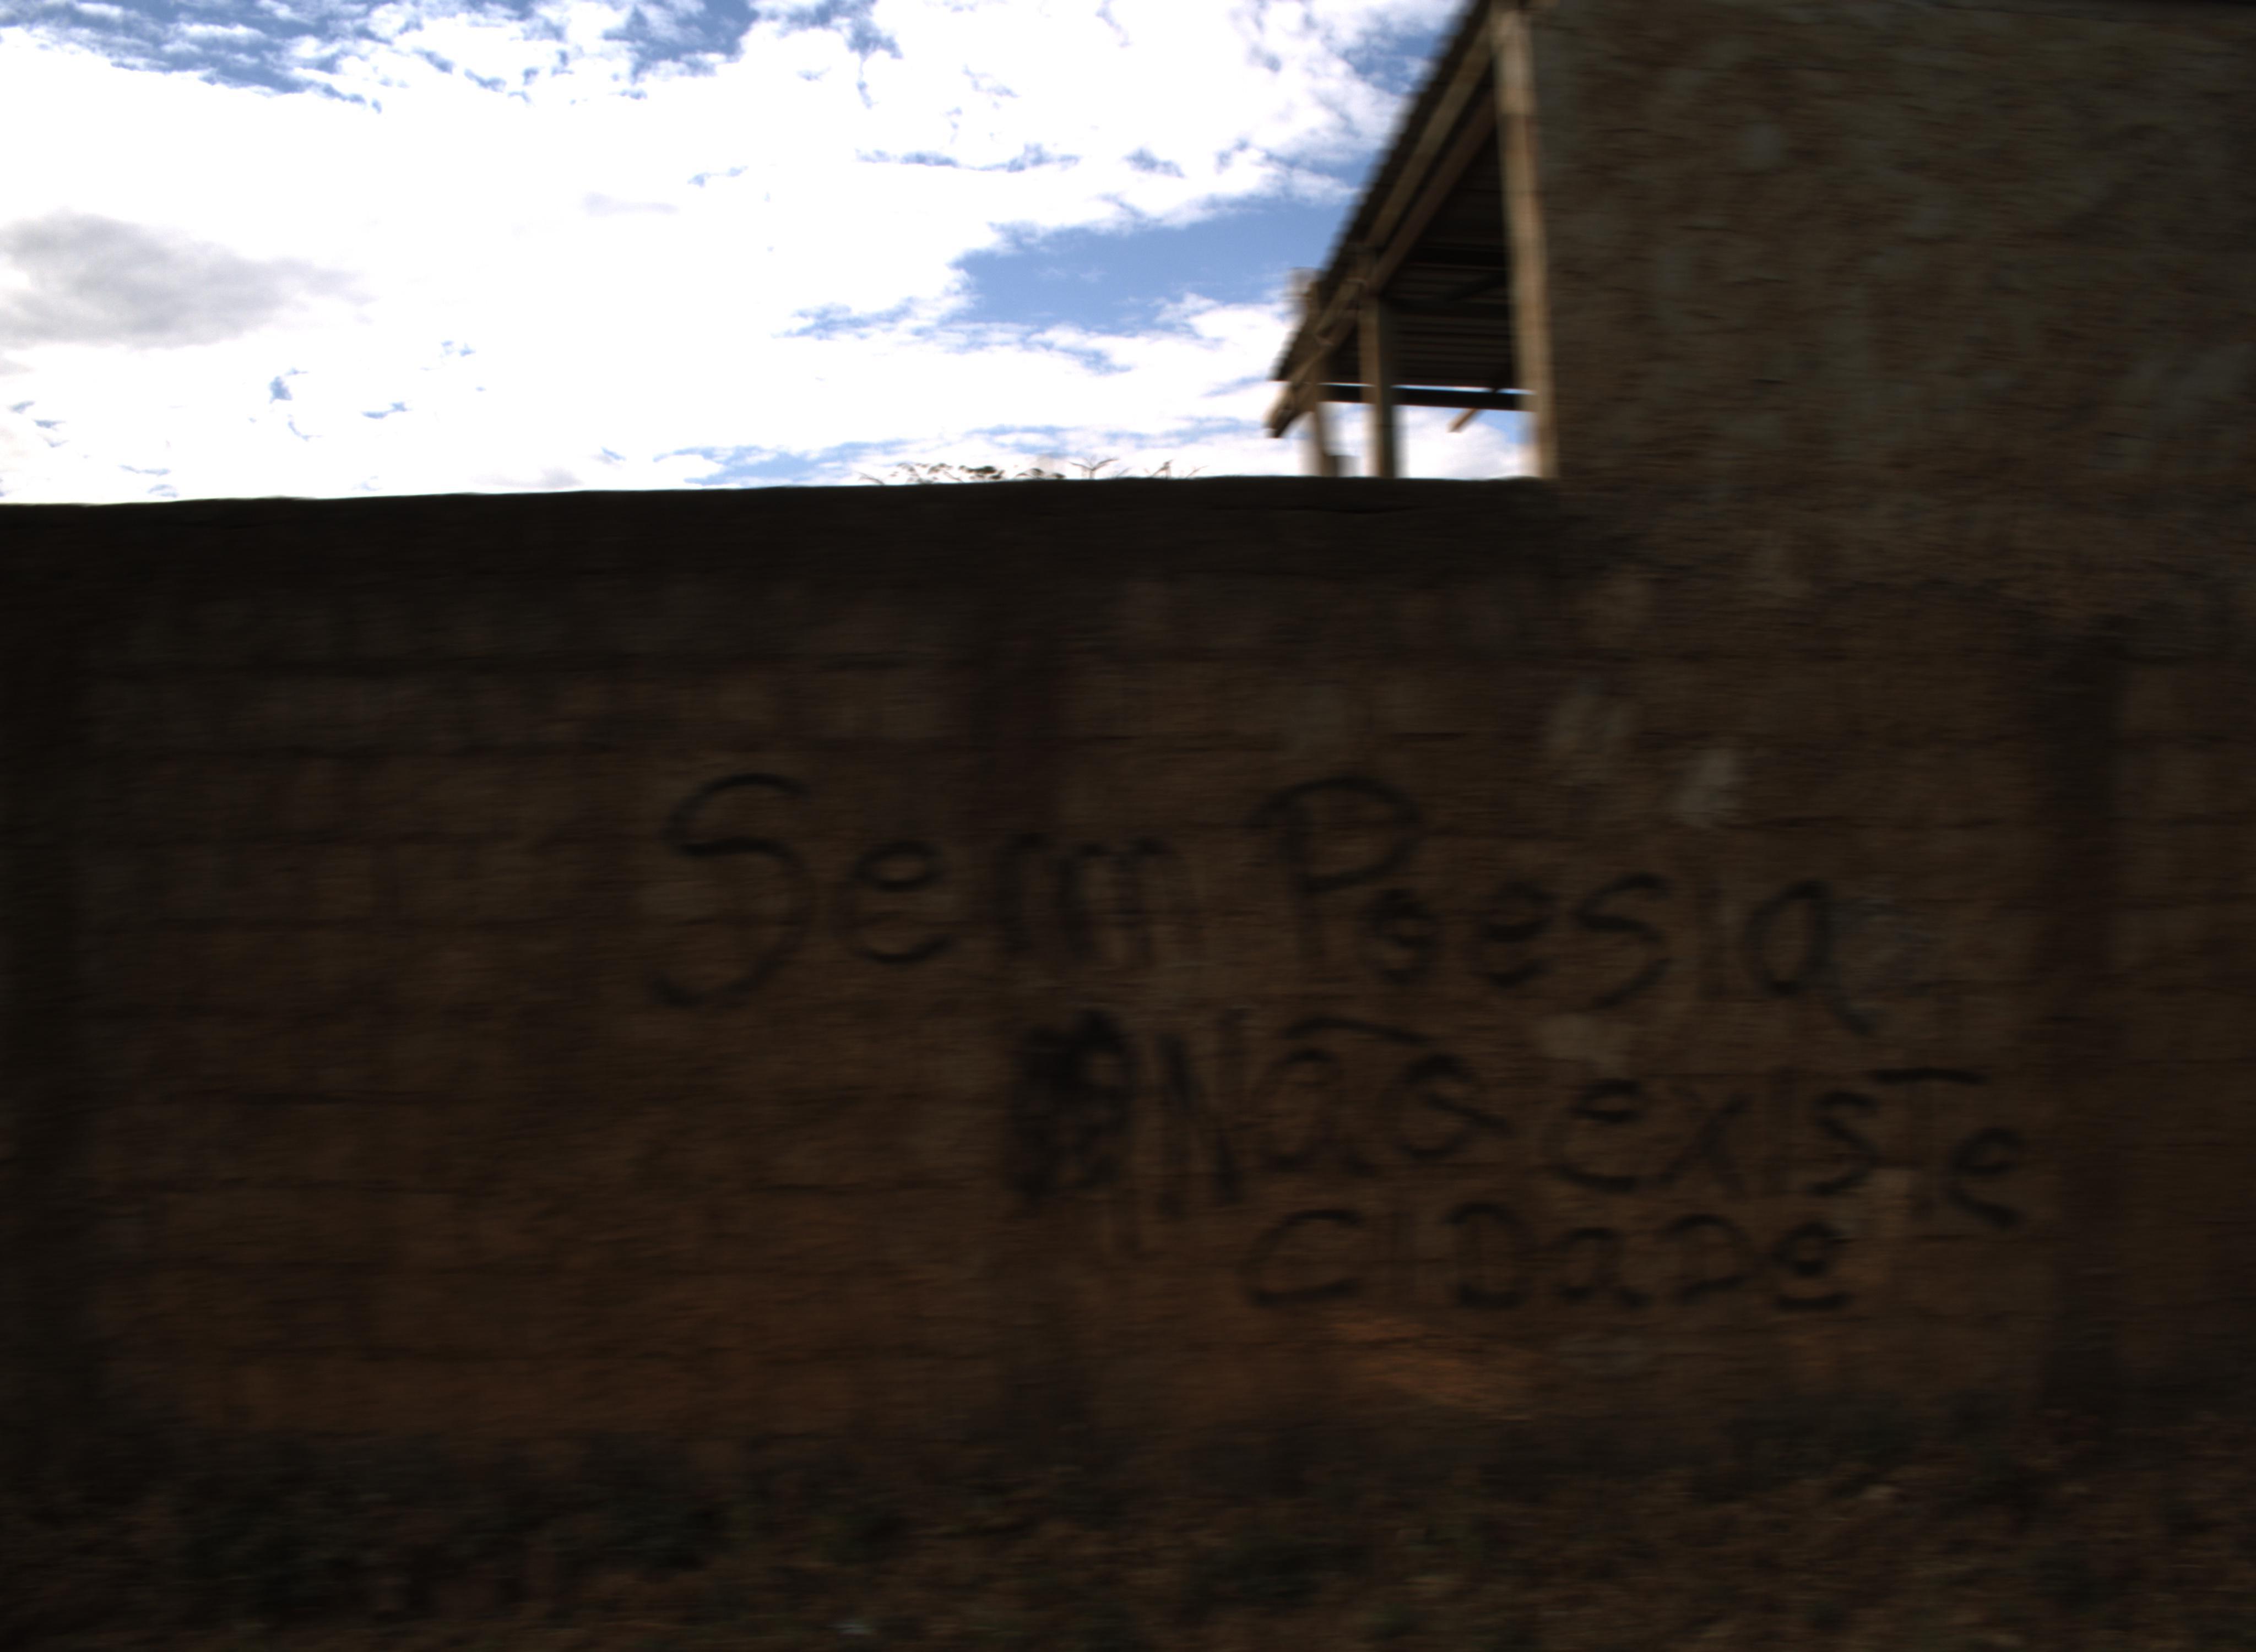 Sem Poesia
Não existe
CIDADe